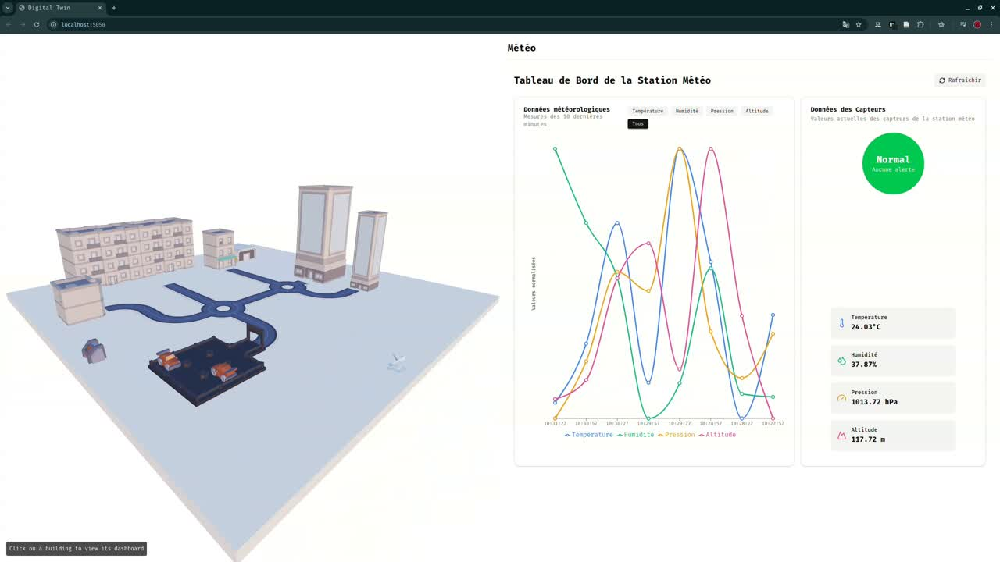 Digital Twin
localhost:5050
Météo
Tableau de Bord de la Station Météo
Rafraîchir
Données météorologiques
Mesures des 10 dernières
minutes
Température
Humidité
Pression
Altitude
Tous
Valeurs normalisées
10:31:27
10:30:57
10:30:27
10:29:57
10:29:27
10:28:57
10:28:27
10:27:57
Température
Humidité
Pression
Altitude
Données des Capteurs
Valeurs actuelles des capteurs de la station météo
Normal
Aucune alerte
Température
24.03°C
Humidité
37.87%
Pression
1013.72 hPa
Altitude
117.72 m
Click on a building to view its dashboard